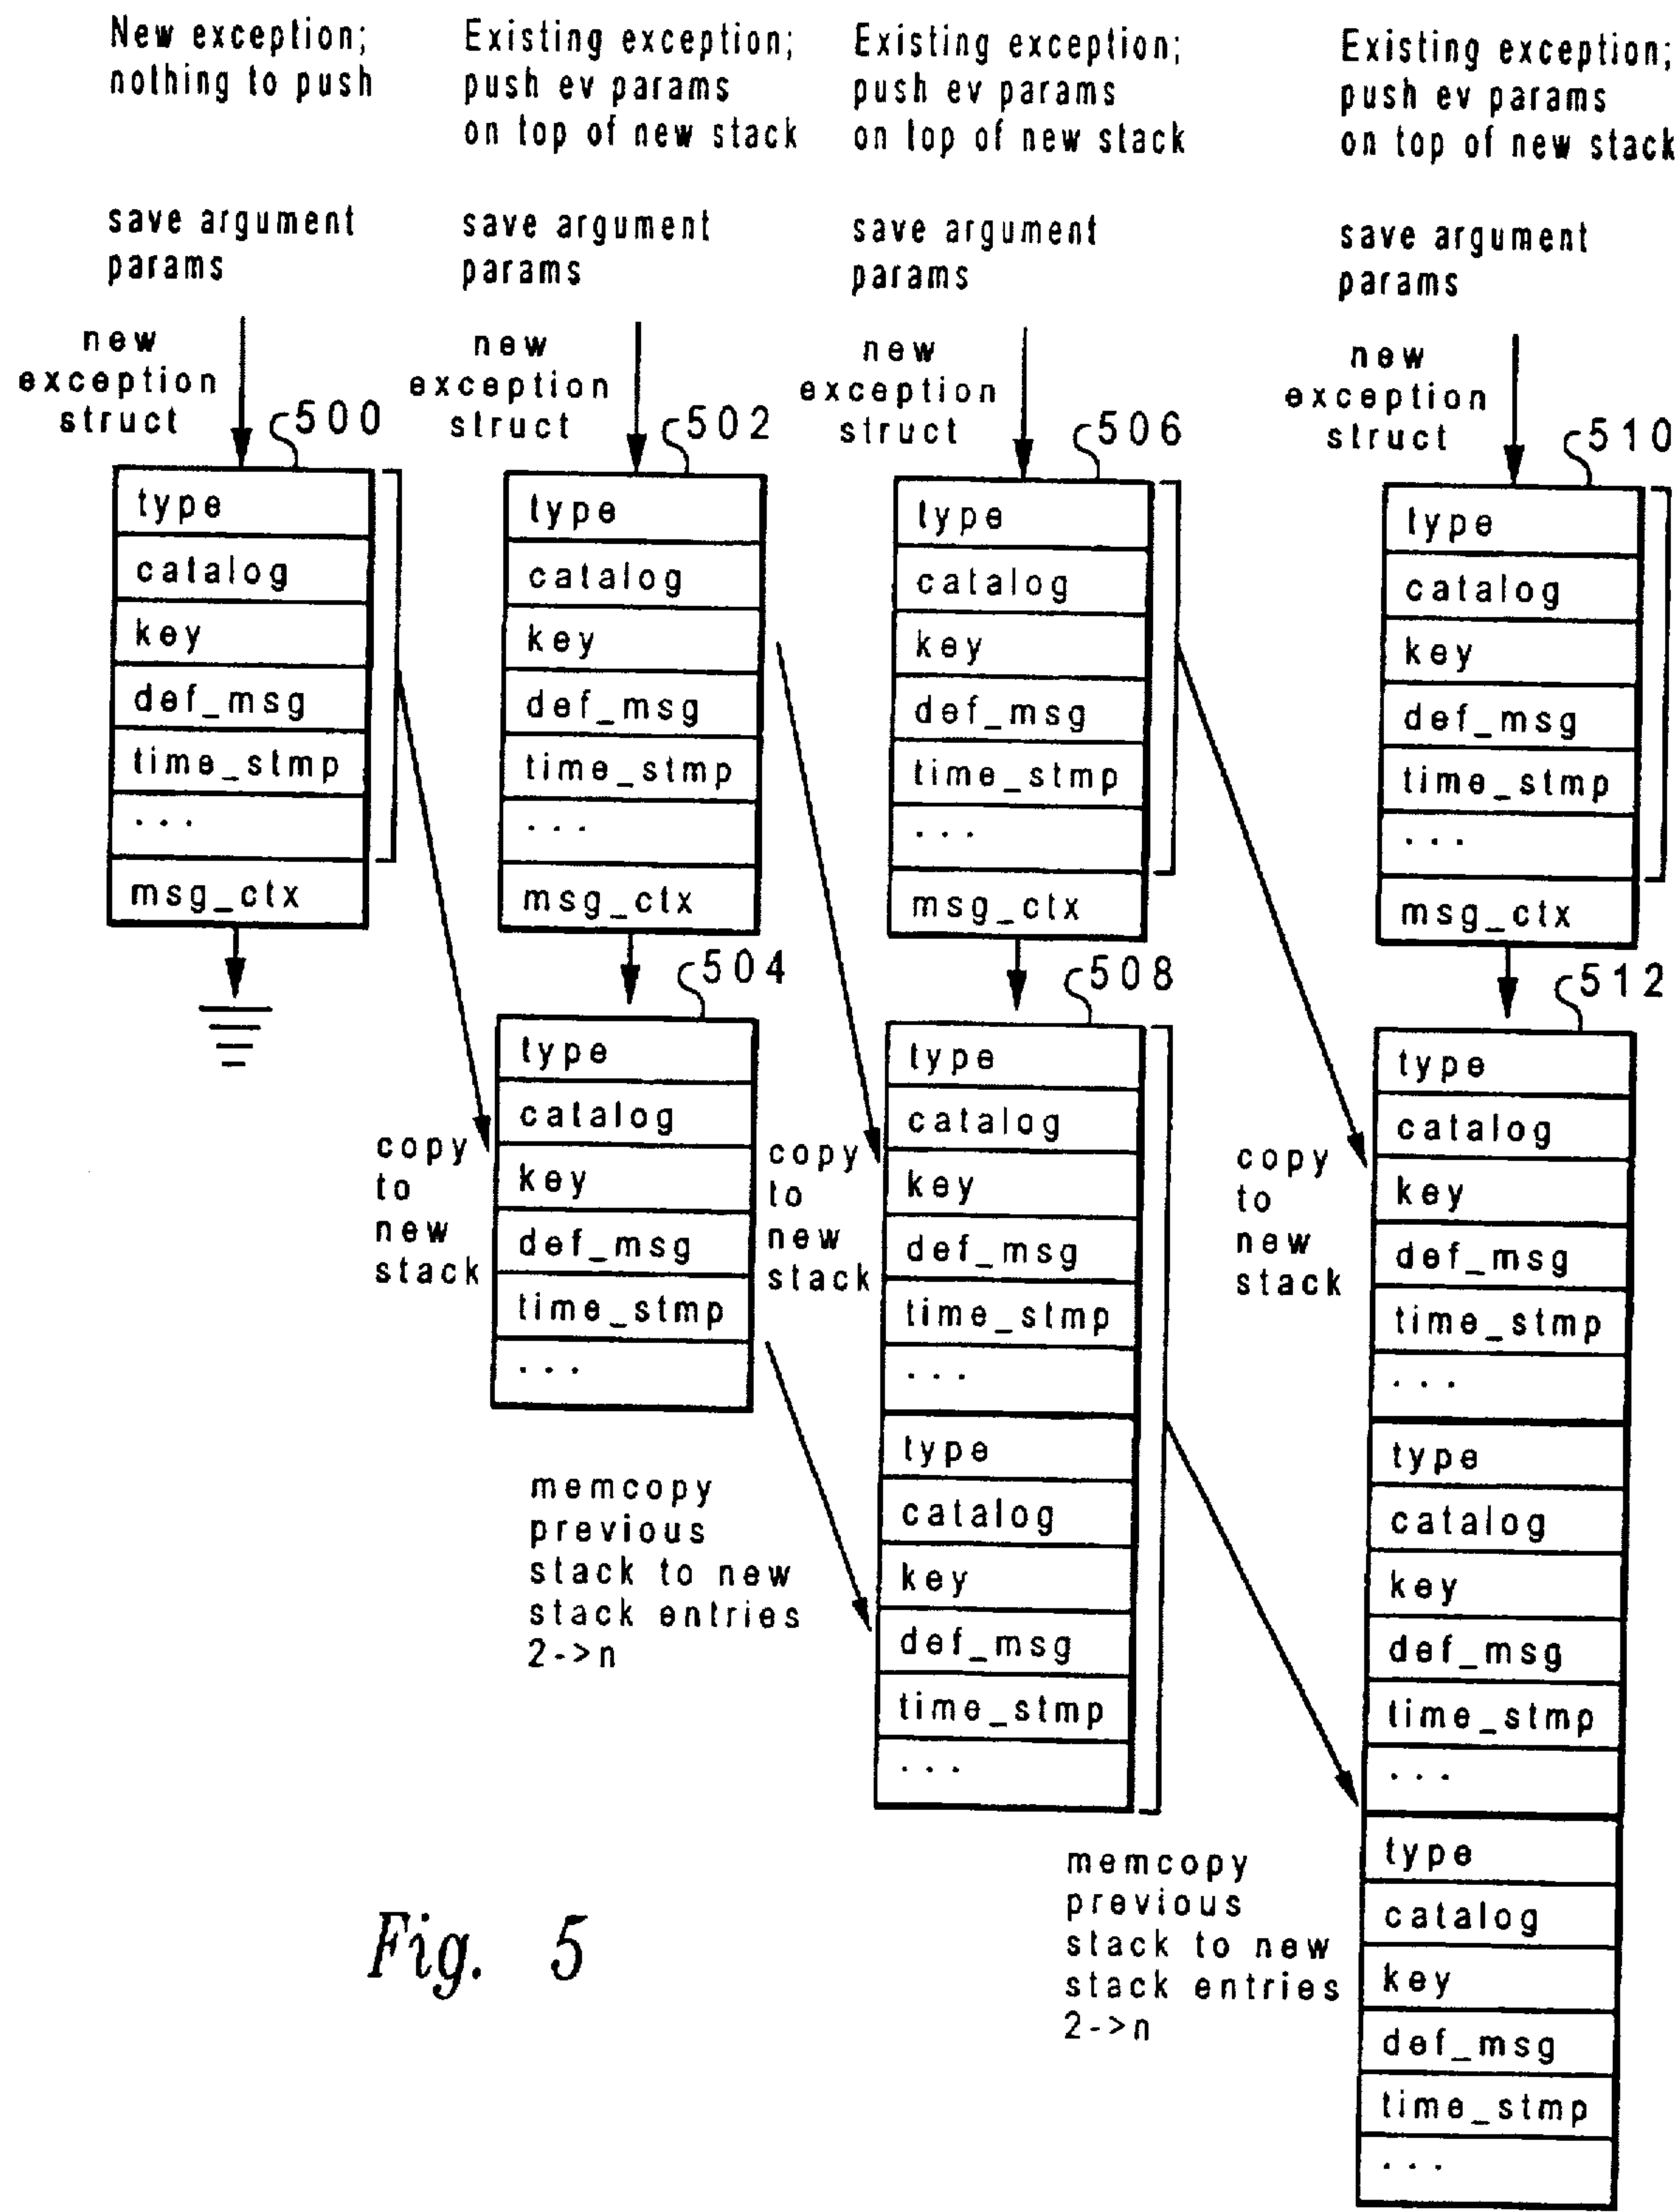 New exception;
nothing to push
save argument
params
new
exception
struct
500
type
catalog
key
def_msg
time_stmp
...
msg_ctx
Existing exception;
push ev params
on top of new stack
save argument
params
new
exception
struct
502
type
catalog
key
def_msg
time_stmp
...
msg_ctx
504
copy
to
new
stack
type
catalog
key
def_msg
time_stmp
...
Existing exception;
push ev params
on top of new stack
save argument
params
new
exception
struct
506
type
catalog
key
def_msg
time_stmp
...
msg_ctx
508
copy
to
new
stack
type
catalog
key
def_msg
time_stmp
...
type
catalog
key
def_msg
time_stmp
...
memcopy
previous
stack to new
stack entries
2->n
Existing exception;
push ev params
on top of new stack
save argument
params
new
exception
struct
510
type
catalog
key
def_msg
time_stmp
...
msg_ctx
512
copy
to
new
stack
type
catalog
key
def_msg
time_stmp
...
type
catalog
key
def_msg
time_stmp
...
type
catalog
key
def_msg
time_stmp
...
memcopy
previous
stack to new
stack entries
2->n
Fig. 5